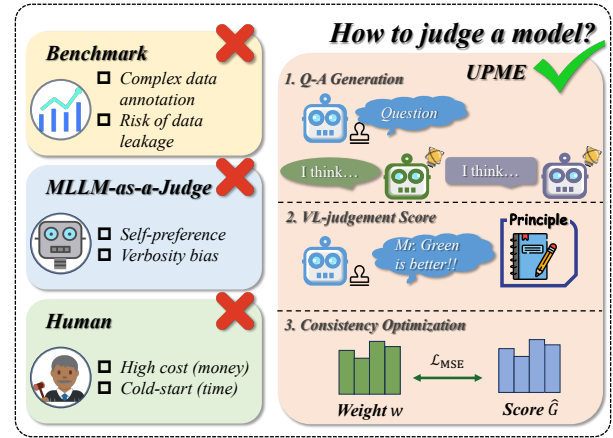 How to judge a model?
Benchmark
Complex data
annotation
Risk of data
leakage
MLLM-as-a-Judge
Self-preference
Verbosity bias
Human
High cost (money)
Cold-start (time)
UPME
1. Q-A Generation
Question
I think…
I think…
2. VL-judgement Score
Mr. Green
is better!!
Principle
3. Consistency Optimization
ℒMSE
Weight w
Score Ĝ